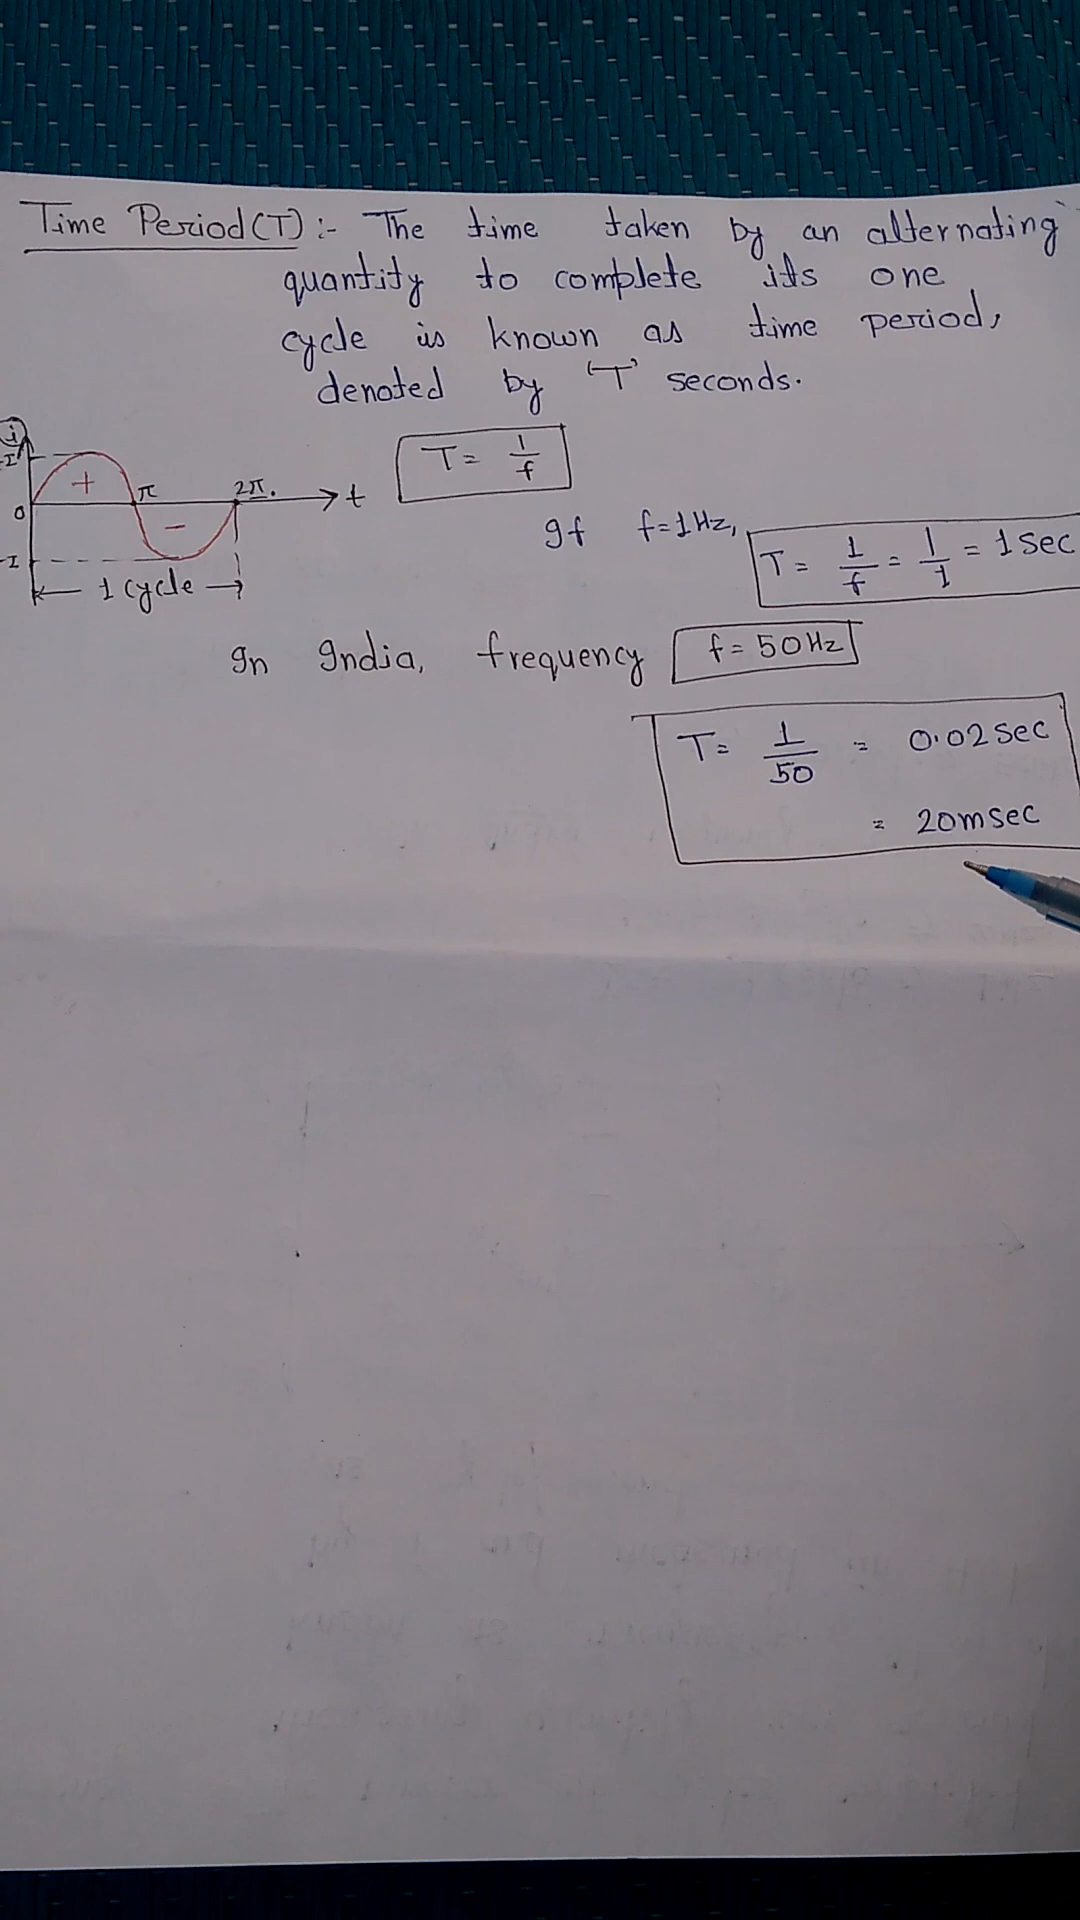 Time Period(T) :- The time taken by an alternating
quantity to complete its one
cycle is known as time period,
denoted by 'T' seconds.
i
I
+
π
2π.
t
0
-
-I
1 cycle
T = 1/f
If f=1Hz,
T = 1/f = 1/1 = 1 sec
In India, frequency f = 50Hz
T = 1/50 = 0.02 sec
= 20msec